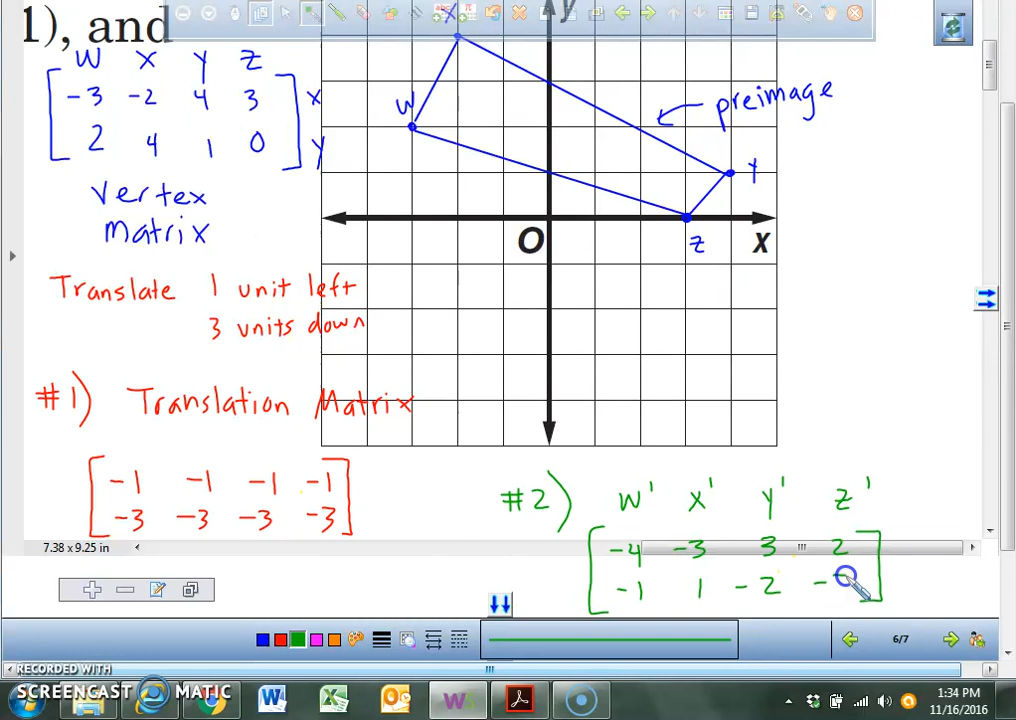 1), and
W X Y Z
-3 -2 4 3 x
2 4 1 0 y
vertex
matrix
X
y
W
preimage
Y
O
Z
x
Translate 1 unit left
3 units down
#1) Translation Matrix
-1 -1 -1 -1
-3 -3 -3 -3
#2) W' X' Y' Z'
-4 -3 3 2
-1 1 -2 -
7.38 x 9.25 in
6/7
RECORDED WITH
SCREENCAST MATIC
1:34 PM
11/16/2016